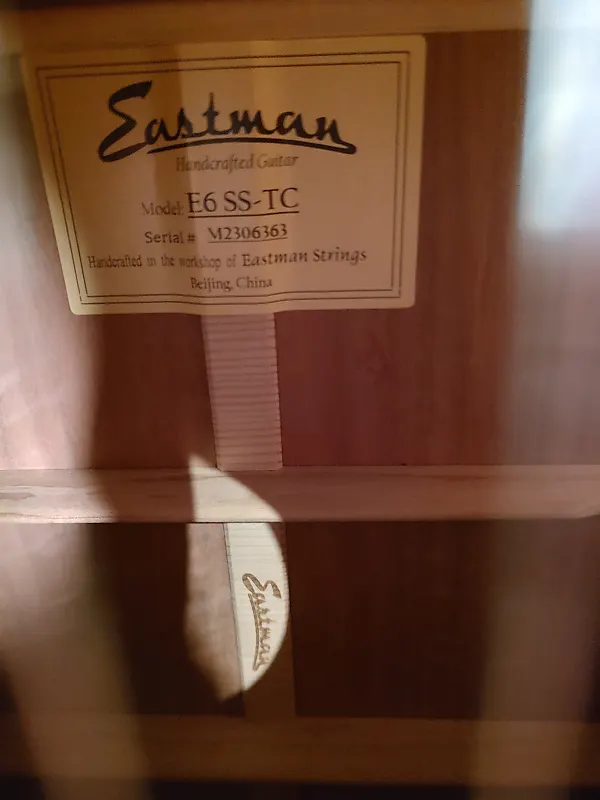 Eastman
Handcrafted Guitar
Model: E6 SS-TC
Serial # M2306363
Handcrafted in the workshop of Eastman Strings
Beijing, China
Eastman